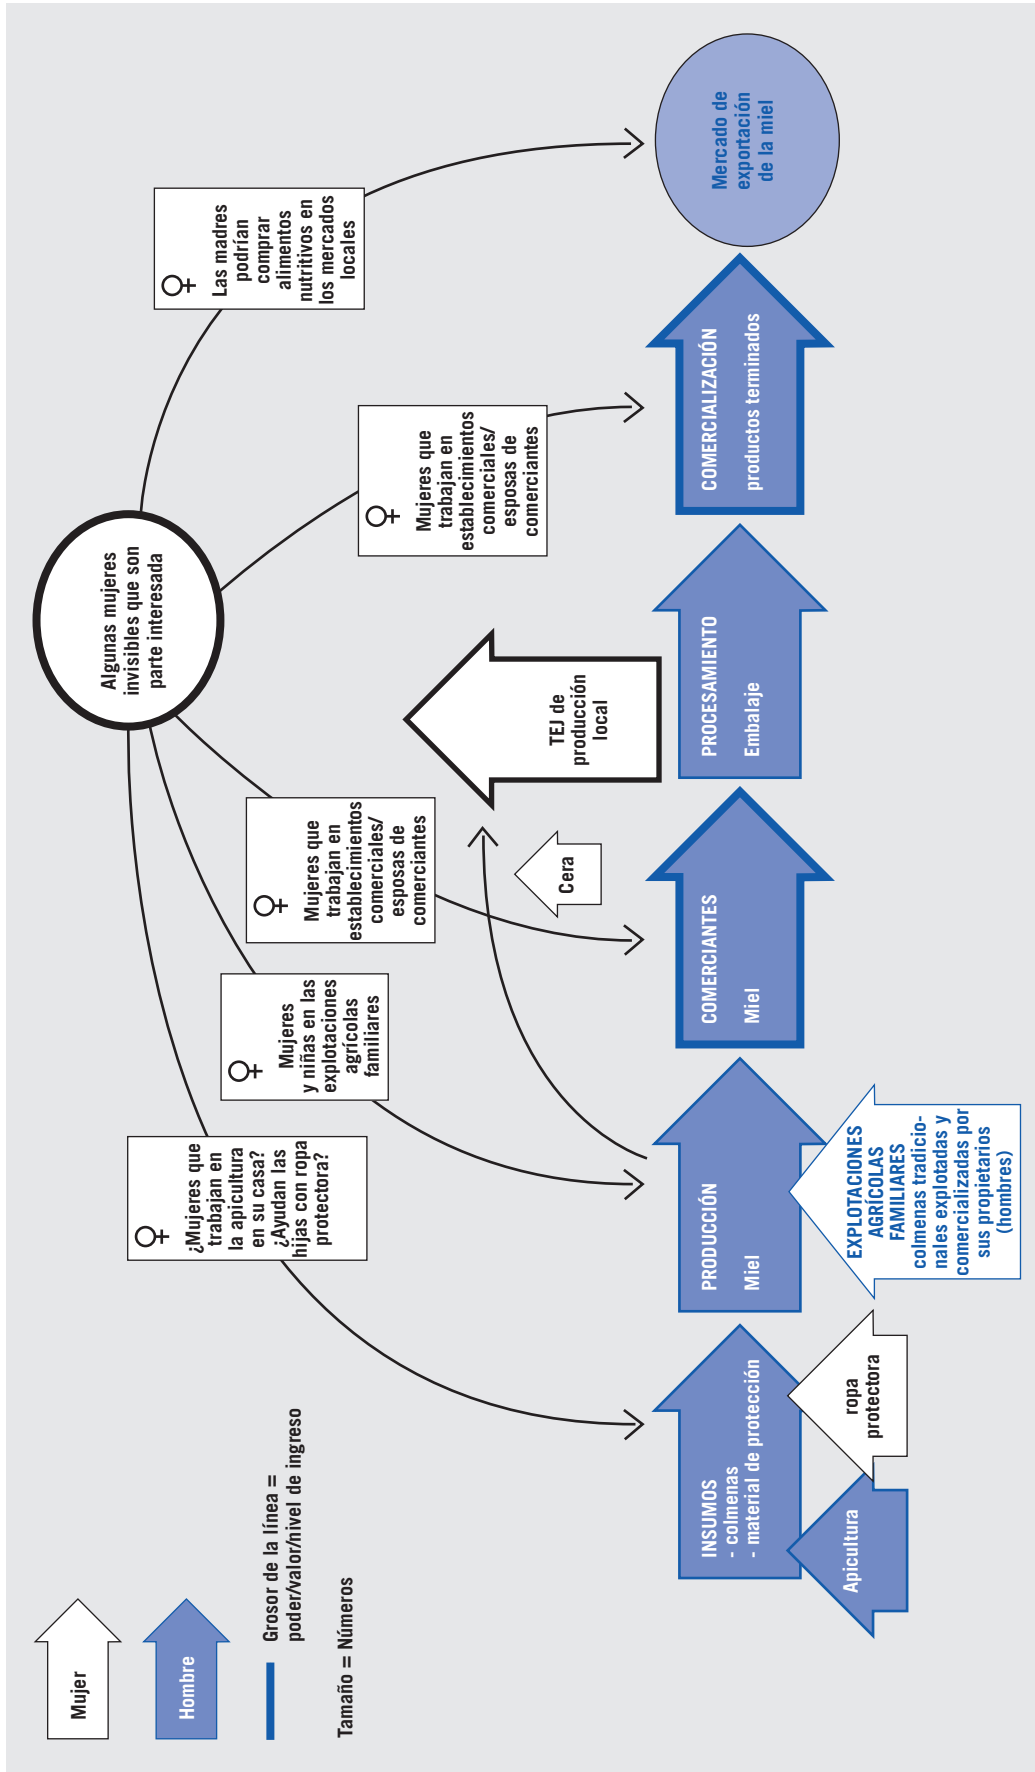 Mujer
Hombre
Grosor de la línea =
poder/valor/nivel de ingreso
Tamaño = Números
Algunas mujeres
invisibles que son
parte interesada
¿Mujeres que
trabajan en
la apicultura
en su casa?
¿Ayudan las
hijas con ropa
protectora?
Mujeres
y niñas en las
explotaciones
agrícolas
familiares
Mujeres que
trabajan en
establecimientos
comerciales/
esposas de
comerciantes
Mujeres que
trabajan en
establecimientos
comerciales/
esposas de
comerciantes
Las madres
podrían
comprar
alimentos
nutritivos en
los mercados
locales
Cera
TEJ de
producción
local
INSUMOS
- colmenas
- material de protección
PRODUCCIÓN
Miel
COMERCIANTES
Miel
PROCESAMIENTO
Embalaje
COMERCIALIZACIÓN
productos terminados
Mercado de
exportación
de la miel
Apicultura
ropa
protectora
EXPLOTACIONES
AGRÍCOLAS
FAMILIARES
colmenas tradicio-
nales explotadas y
comercializadas por
sus propietarios
(hombres)